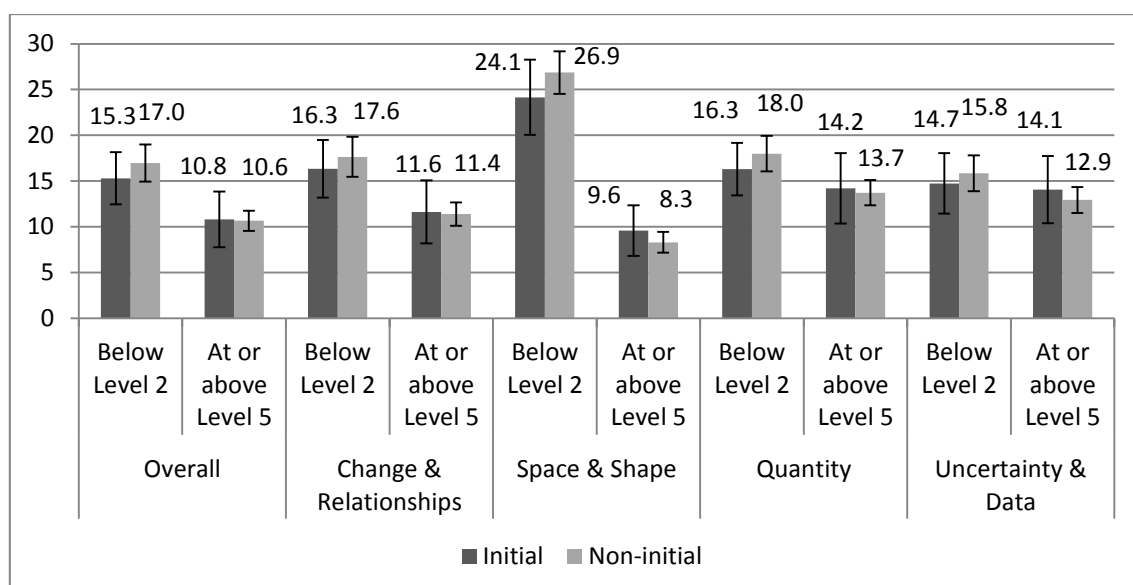 30
25
20
15
10
5
0
15.3 17.0
10.8 10.6
16.3 17.6
11.6 11.4
24.1 26.9
9.6 8.3
16.3 18.0
14.2 13.7
14.7 15.8
14.1 12.9
Below
Level 2
At or
above
Level 5
Below
Level 2
At or
above
Level 5
Below
Level 2
At or
above
Level 5
Below
Level 2
At or
above
Level 5
Below
Level 2
At or
above
Level 5
Overall
Change &
Relationships
Space & Shape
Quantity
Uncertainty &
Data
Initial Non-initial